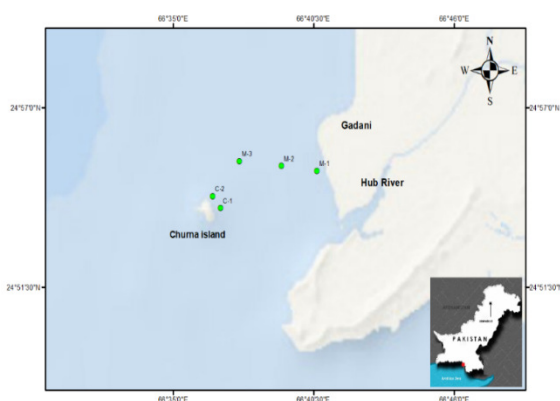 66°35'0"E 66°40'30"E 66°46'0"E
N
W E
S
24°57'0"N 24°57'0"N
Gadani
M-3 M-2 M-1
Hub River
C-2
C-1
Churna island
24°51'30"N 24°51'30"N
PAKISTAN
66°35'0"E 66°40'30"E 66°46'0"E